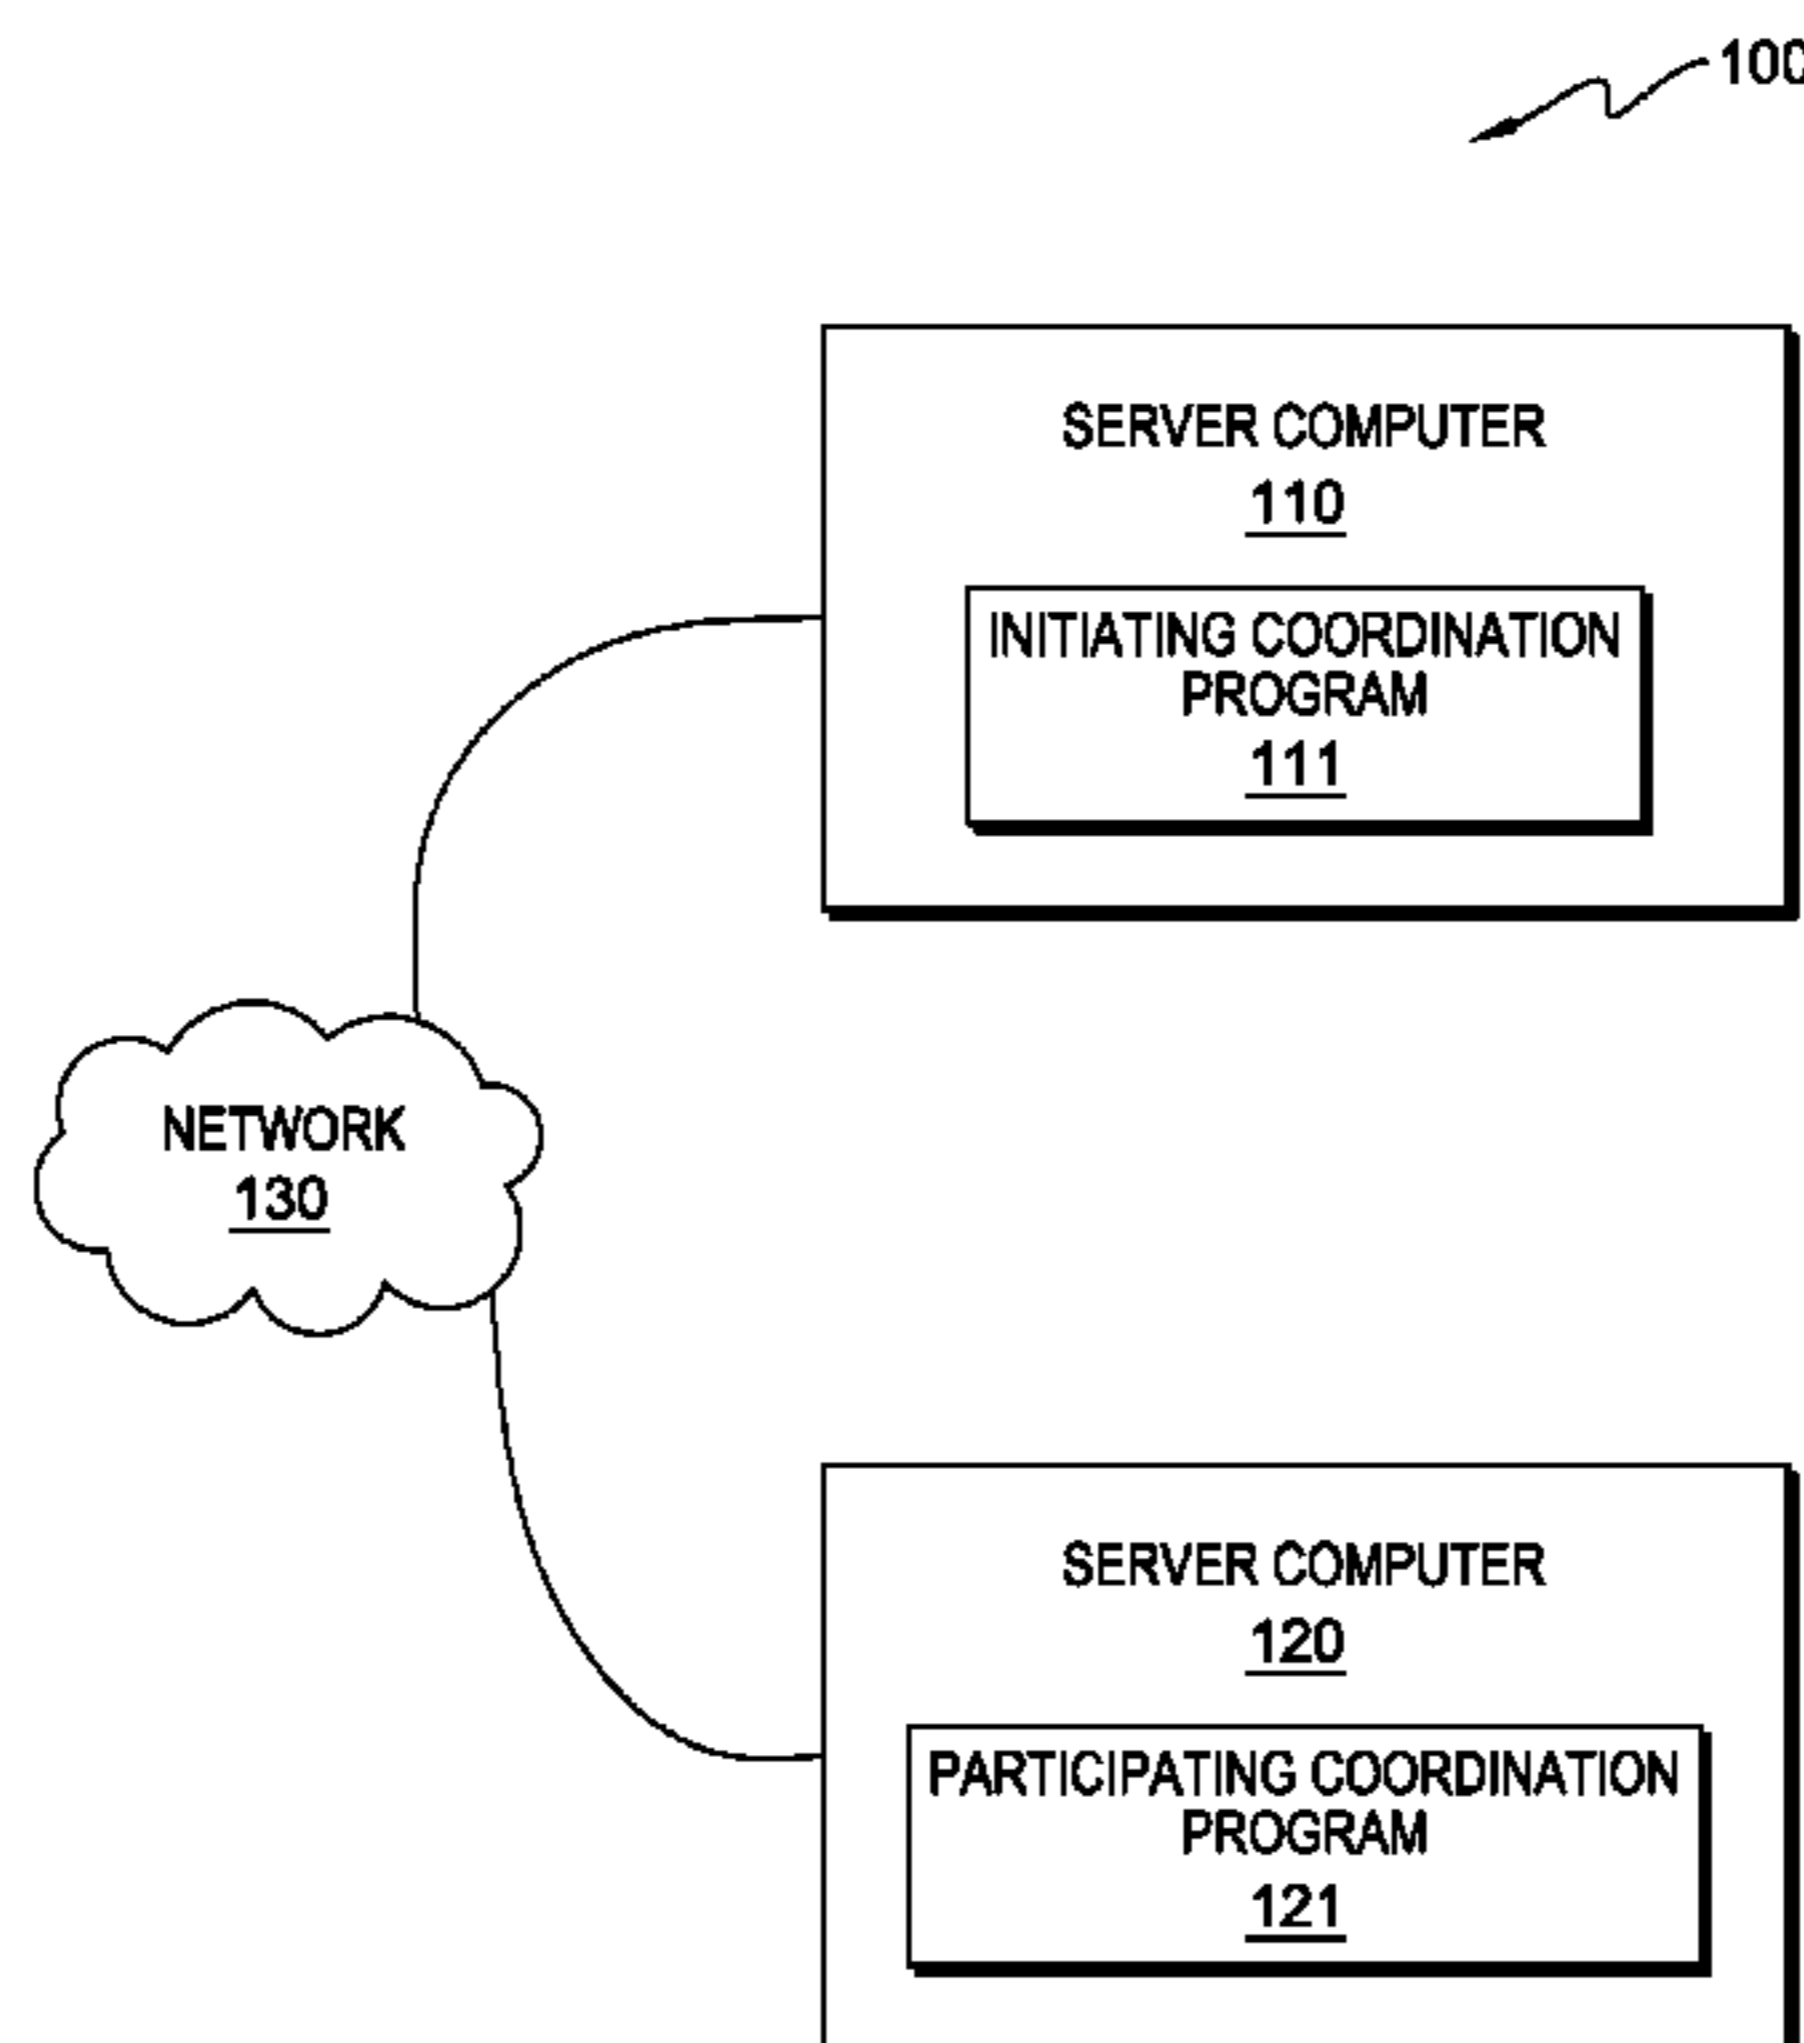 100
SERVER COMPUTER
110
INITIATING COORDINATION
PROGRAM
111
NETWORK
130
SERVER COMPUTER
120
PARTICIPATING COORDINATION
PROGRAM
121